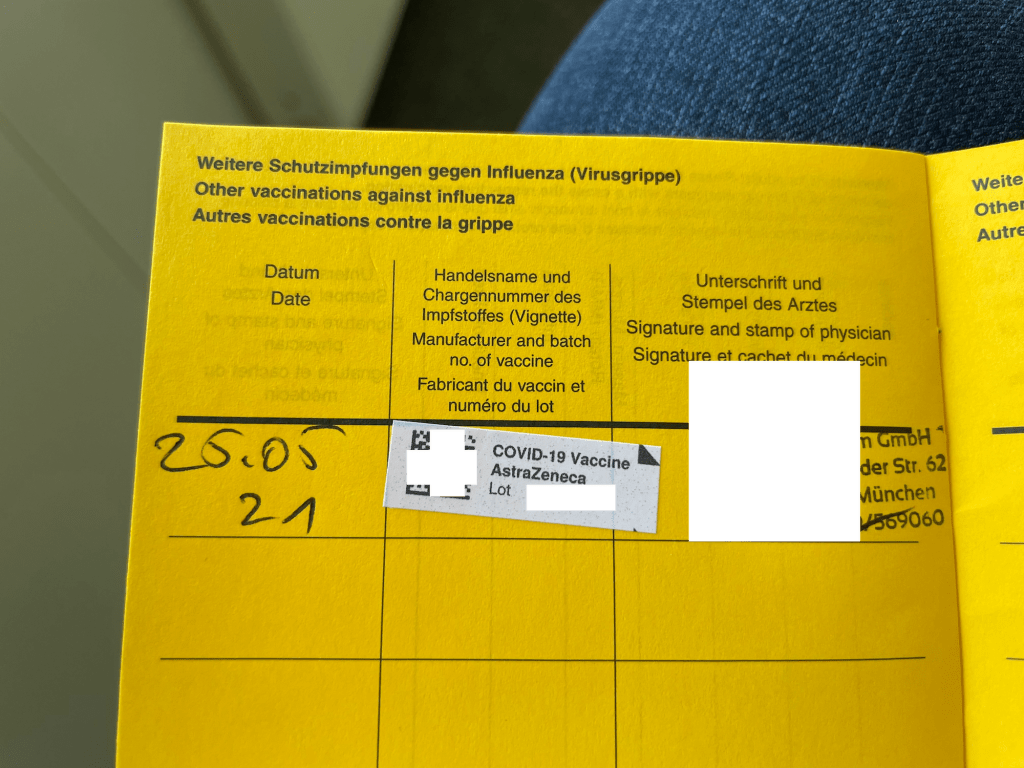 Weitere Schutzimpfungen gegen Influenza (Virusgrippe)
Other vaccinations against influenza
Autres vaccinations contre la grippe
Datum
Date
Handelsname und
Chargennummer des
Impfstoffes (Vignette)
Manufacturer and batch
no. of vaccine
Fabricant du vaccin et
numéro du lot
Unterschrift und
Stempel des Arztes
Signature and stamp of physician
Signature et cachet du médecin
25.05
21
COVID-19 Vaccine
AstraZeneca
Lot
GmbH
der Str. 62
München
/569060
Weite
Other
Autre